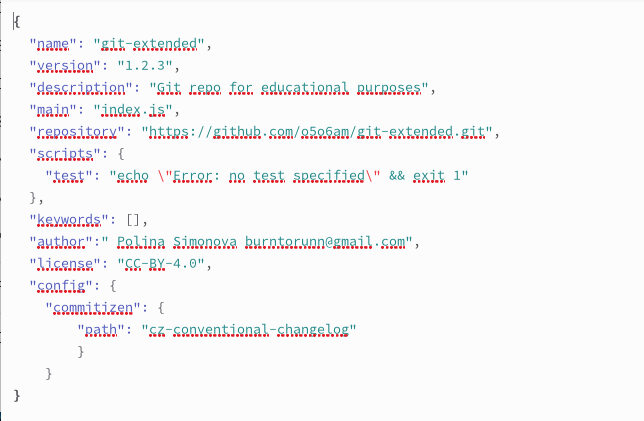 {
"name": "git-extended",
"version": "1.2.3",
"description": "Git repo for educational purposes",
"main": "index.js",
"repository": "https://github.com/o5o6am/git-extended.git",
"scripts": {
"test": "echo \"Error: no test specified\" && exit 1"
},
"keywords": [],
"author":" Polina Simonova burntorunn@gmail.com",
"license": "CC-BY-4.0",
"config": {
"commitizen": {
"path": "cz-conventional-changelog"
}
}
}